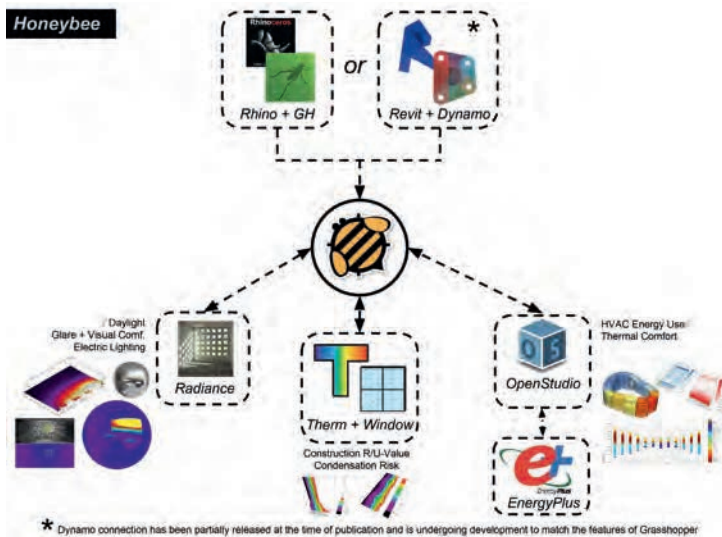 Honeybee
Rhinoceros
or
*
Rhino + GH
Revit + Dynamo
Daylight
Glare + Visual Comf.
Electric Lighting
Radiance
Therm + Window
Construction R/U-Value
Condensation Risk
HVAC Energy Use
Thermal Comfort
O S
OpenStudio
e+
EnergyPlus
EnergyPlus
* Dynamo connection has been partially released at the time of publication and is undergoing development to match the features of Grasshopper